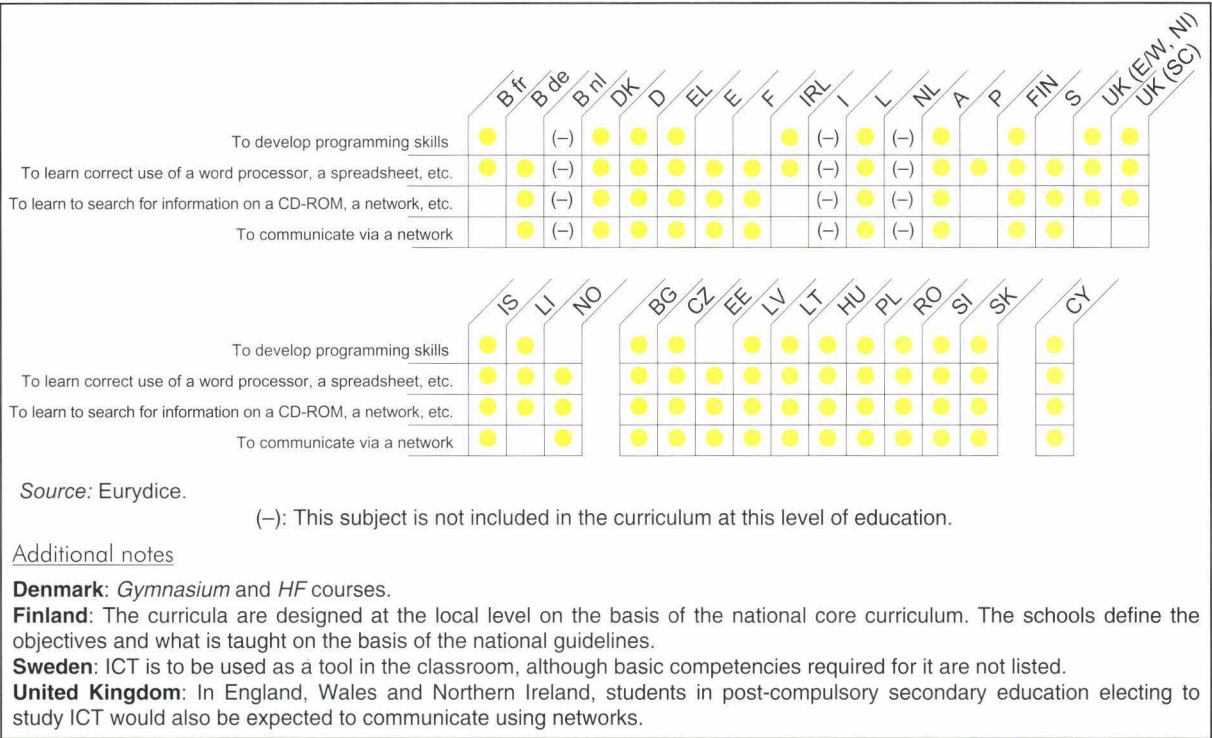 B fr B de B nl DK D EL E F IRL I L NL A P FIN S UK (E/W, NI) UK (SC)
To develop programming skills (–) (–) (–)
To learn correct use of a word processor, a spreadsheet, etc. (–) (–) (–)
To learn to search for information on a CD-ROM, a network, etc. (–) (–) (–)
To communicate via a network (–) (–) (–)
IS LI NO BG CZ EE LV LT HU PL RO SI SK CY
To develop programming skills
To learn correct use of a word processor, a spreadsheet, etc.
To learn to search for information on a CD-ROM, a network, etc.
To communicate via a network
Source: Eurydice.
(–): This subject is not included in the curriculum at this level of education.
Additional notes
Denmark: Gymnasium and HF courses.
Finland: The curricula are designed at the local level on the basis of the national core curriculum. The schools define the
objectives and what is taught on the basis of the national guidelines.
Sweden: ICT is to be used as a tool in the classroom, although basic competencies required for it are not listed.
United Kingdom: In England, Wales and Northern Ireland, students in post-compulsory secondary education electing to
study ICT would also be expected to communicate using networks.